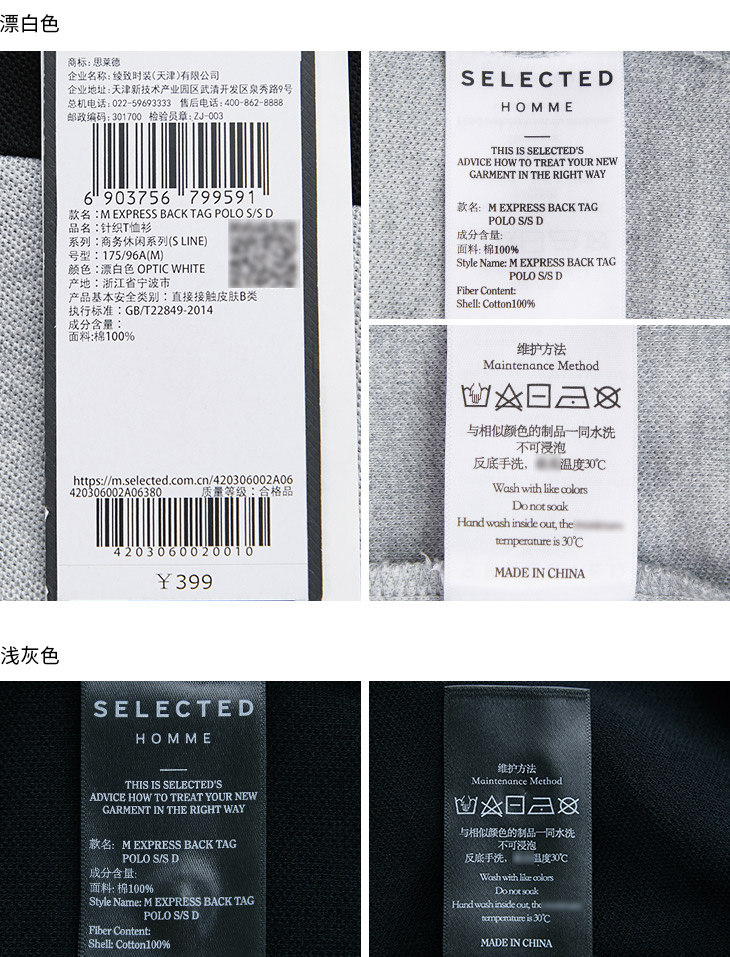 漂白色
商标: 思莱德
企业名称: 绫致时装(天津)有限公司
企业地址: 天津新技术产业园区武清开发区泉秀路9号
总机电话: 022-59693333 售后电话: 400-862-8888
邮政编码: 301700 检验员章: ZJ-003
6 903756 799591
款名：M EXPRESS BACK TAG POLO S/S D
品名：针织T恤衫
系列：商务休闲系列(S LINE)
号型：175/96A(M)
颜色：漂白色 OPTIC WHITE
产地：浙江省宁波市
产品基本安全类别：直接接触皮肤B类
执行标准：GB/T22849-2014
成分含量：
面料:棉100%
https://m.selected.com.cn/420306002A06
420306002A06380 质量等级：合格品
4203060020010
￥399
SELECTED
HOMME
THIS IS SELECTED'S
ADVICE HOW TO TREAT YOUR NEW
GARMENT IN THE RIGHT WAY
款名: M EXPRESS BACK TAG
POLO S/S D
成分含量:
面料: 棉100%
Style Name: M EXPRESS BACK TAG
POLO S/S D
Fiber Content:
Shell: Cotton100%
维护方法
Maintenance Method
与相似颜色的制品一同水洗
不可浸泡
反底手洗, 温度30℃
Wash with like colors
Do not soak
Hand wash inside out, the
temperature is 30℃
MADE IN CHINA
浅灰色
SELECTED
HOMME
THIS IS SELECTED'S
ADVICE HOW TO TREAT YOUR NEW
GARMENT IN THE RIGHT WAY
款名: M EXPRESS BACK TAG
POLO S/S D
成分含量:
面料: 棉100%
Style Name: M EXPRESS BACK TAG
POLO S/S D
Fiber Content:
Shell: Cotton100%
维护方法
Maintenance Method
与相似颜色的制品一同水洗
不可浸泡
反底手洗, 温度30℃
Wash with like colors
Do not soak
Hand wash inside out, the
temperature is 30℃
MADE IN CHINA